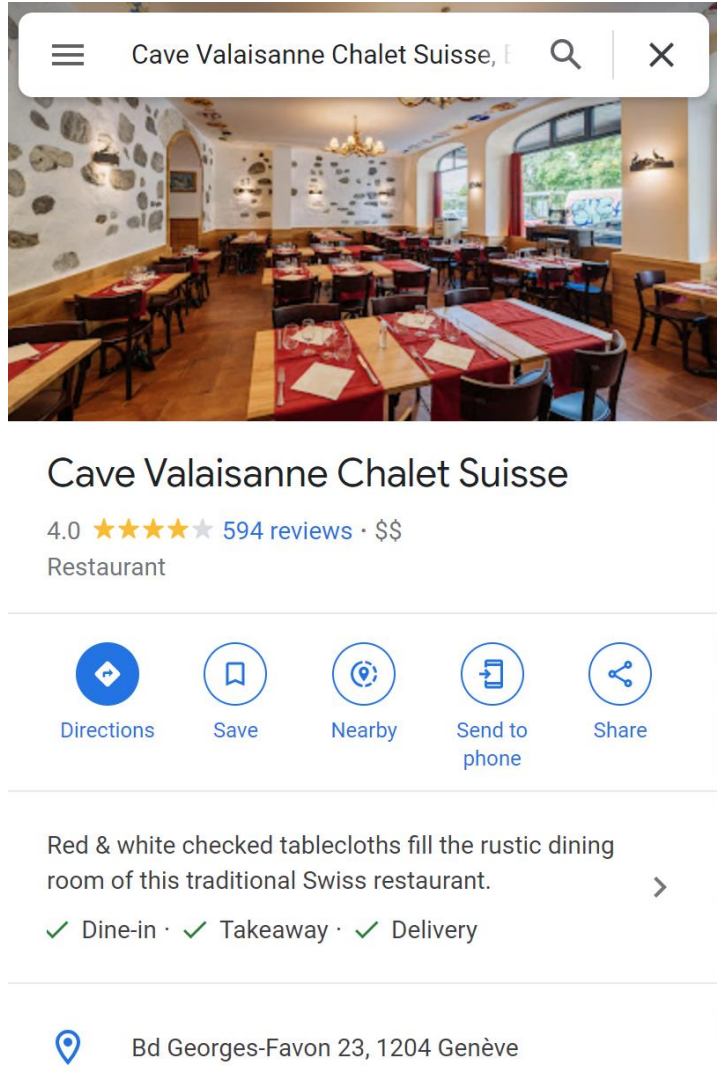 Cave Valaisanne Chalet Suisse,
Cave Valaisanne Chalet Suisse
4.0 594 reviews · $$
Restaurant
Directions
Save
Nearby
Send to
phone
Share
Red & white checked tablecloths fill the rustic dining
room of this traditional Swiss restaurant.
Dine-in · Takeaway · Delivery
Bd Georges-Favon 23, 1204 Genève